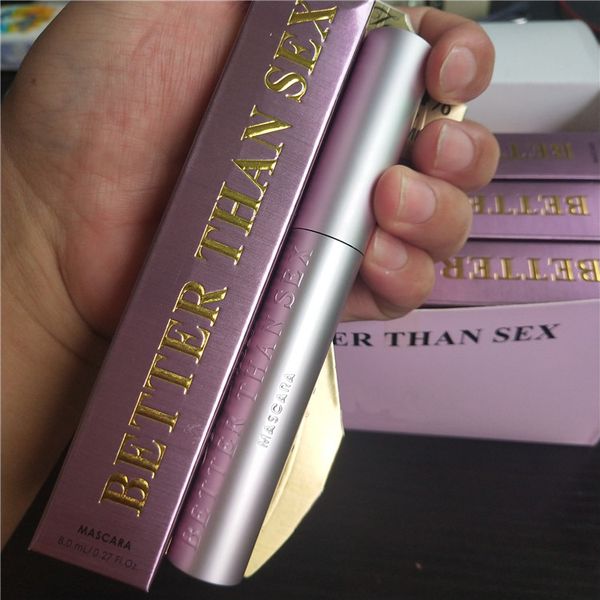 BETTER THAN SEX
MASCARA
8.0 mL/0.27 Fl.Oz.
BETTER THAN SEX
MASCARA
BET
BETTER
BETTER
ER THAN SEX